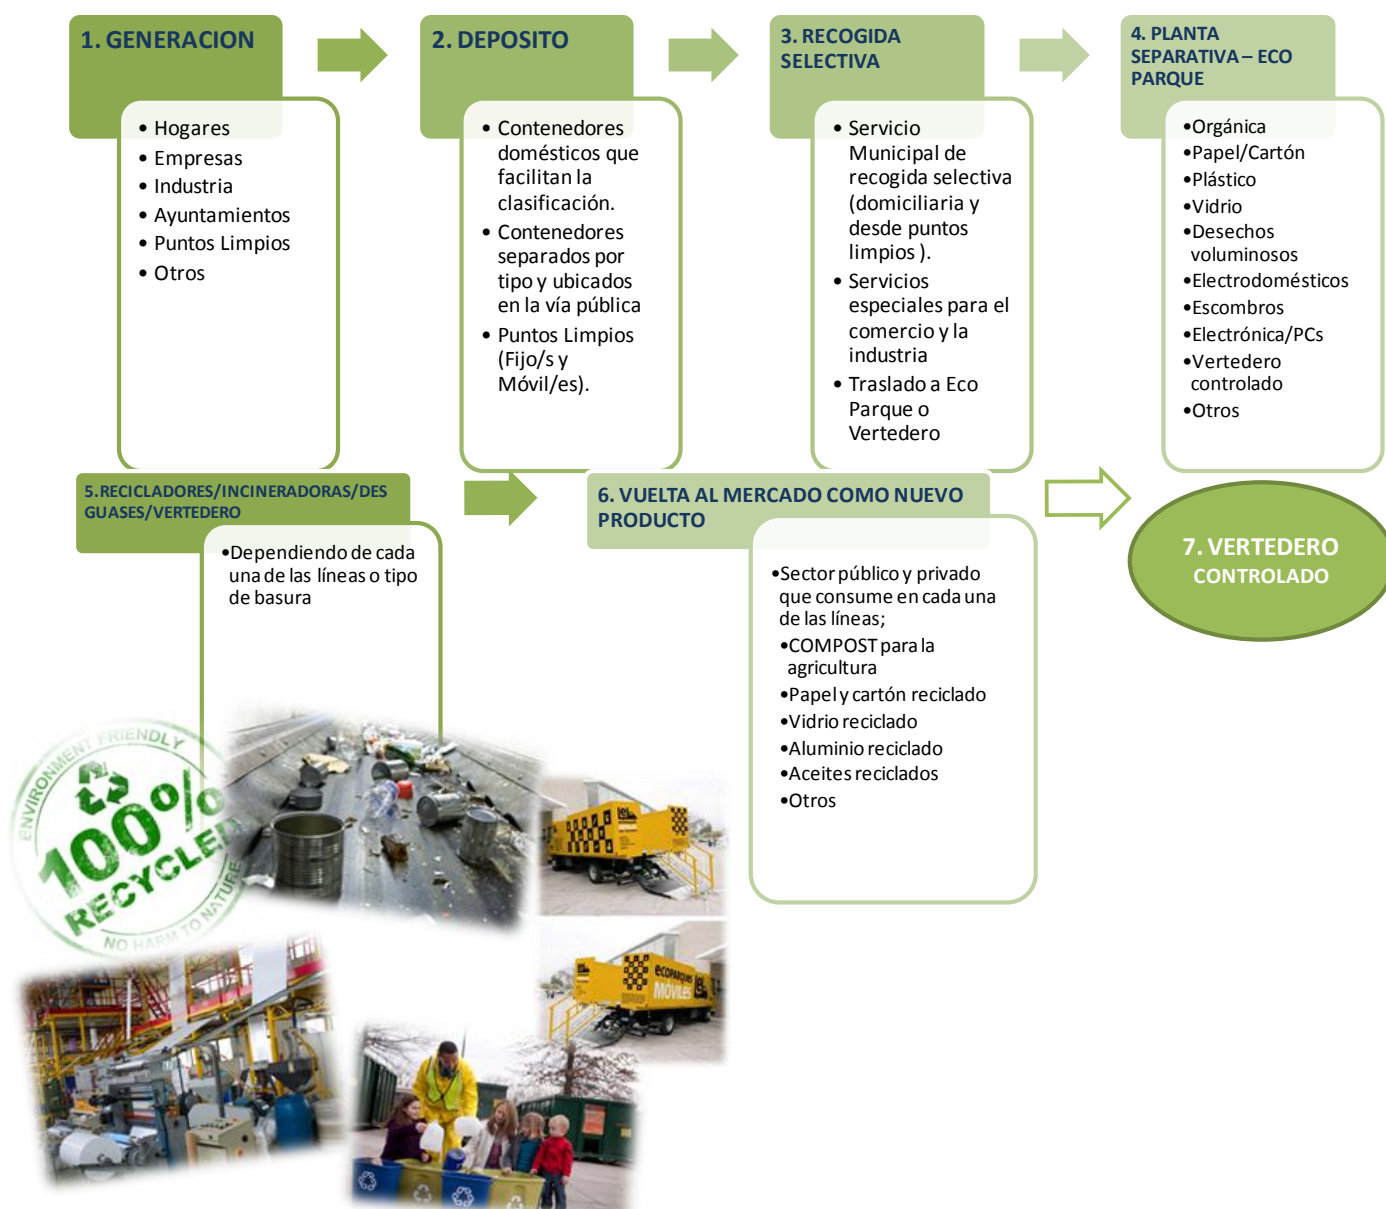 1. GENERACION
• Hogares
• Empresas
• Industria
• Ayuntamientos
• Puntos Limpios
• Otros
2. DEPOSITO
• Contenedores
domésticos que
facilitan la
clasificación.
• Contenedores
separados por
tipo y ubicados
en la vía pública
• Puntos Limpios
(Fijo/s y
Móvil/es).
3. RECOGIDA
SELECTIVA
• Servicio
Municipal de
recogida selectiva
(domiciliaria y
desde puntos
limpios ).
• Servicios
especiales para el
comercio y la
industria
• Traslado a Eco
Parque o
Vertedero
4. PLANTA
SEPARATIVA – ECO
PARQUE
•Orgánica
•Papel/Cartón
•Plástico
•Vidrio
•Desechos
voluminosos
•Electrodomésticos
•Escombros
•Electrónica/PCs
•Vertedero
controlado
•Otros
5.RECICLADORES/INCINERADORAS/DES
GUASES/VERTEDERO
•Dependiendo de cada
una de las líneas o tipo
de basura
6. VUELTA AL MERCADO COMO NUEVO
PRODUCTO
•Sector público y privado
que consume en cada una
de las líneas;
•COMPOST para la
agricultura
•Papel y cartón reciclado
•Vidrio reciclado
•Aluminio reciclado
•Aceites reciclados
•Otros
7. VERTEDERO
CONTROLADO
ENVIRONMENT FRIENDLY
100%
RECYCLED
NO HARM TO NATURE
ecoparques
móviles